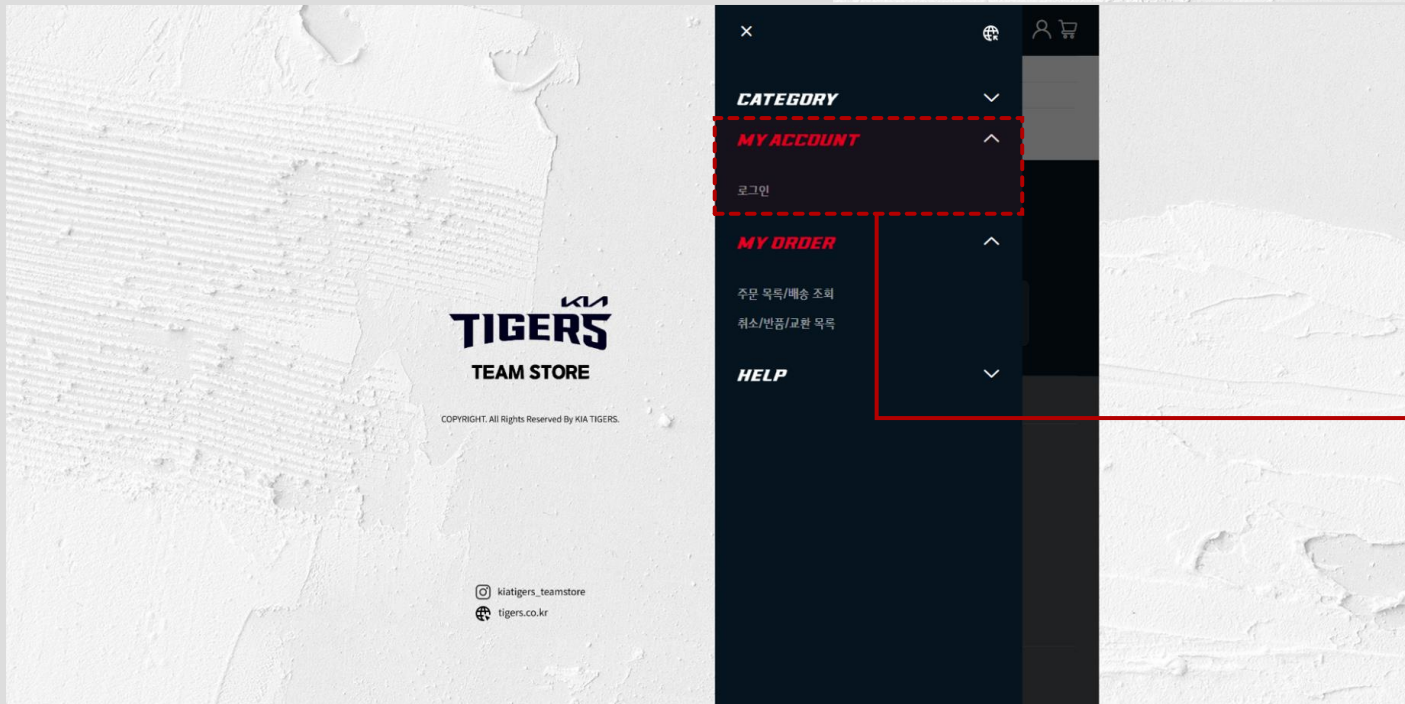 KIA
TIGERS
TEAM STORE
COPYRIGHT. All Rights Reserved By KIA TIGERS.
kiatigers_teamstore
tigers.co.kr
CATEGORY
MY ACCOUNT
로그인
MY ORDER
주문 목록/배송 조회
취소/반품/교환 목록
HELP